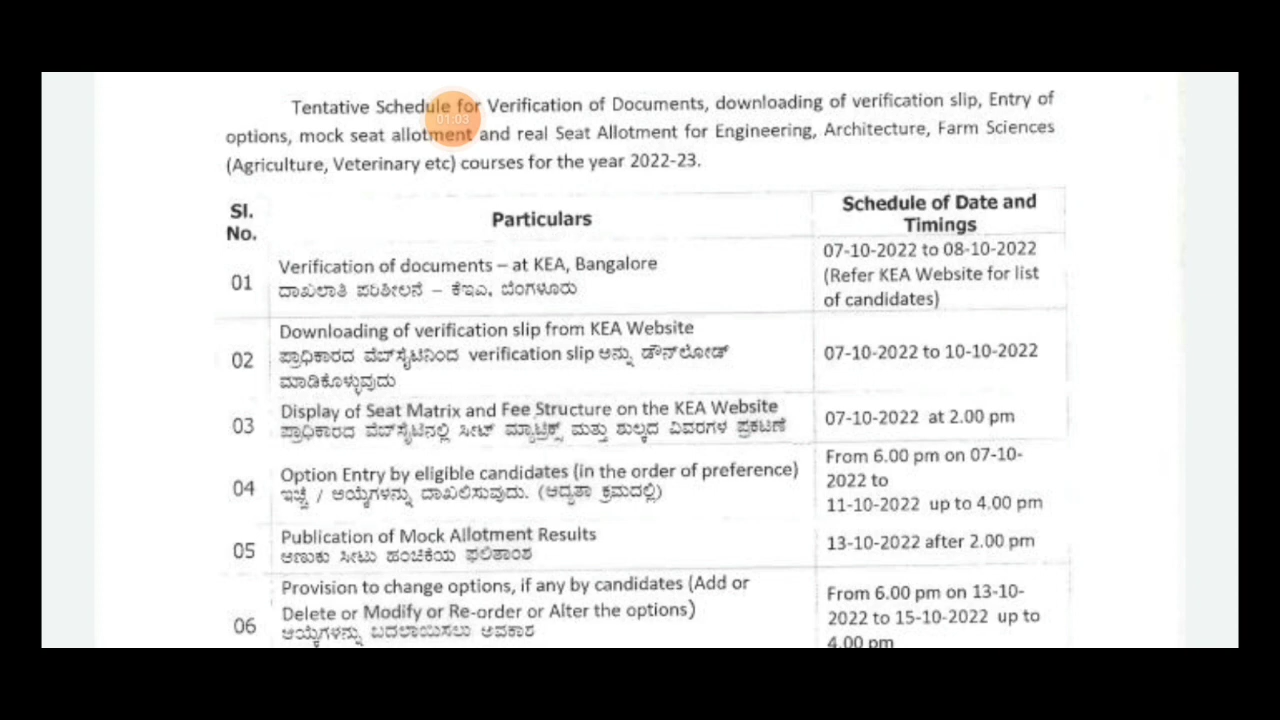 Tentative Schedule for Verification of Documents, downloading of verification slip, Entry of
options, mock seat allotment and real Seat Allotment for Engineering, Architecture, Farm Sciences
(Agriculture, Veterinary etc) courses for the year 2022-23.
01:03
Sl.
No.
Particulars
Schedule of Date and
Timings
01
Verification of documents – at KEA, Bangalore
ದಾಖಲಾತಿ ಪರಿಶೀಲನೆ – ಕೆಇಎ, ಬೆಂಗಳೂರು
07-10-2022 to 08-10-2022
(Refer KEA Website for list
of candidates)
02
Downloading of verification slip from KEA Website
ಪ್ರಾಧಿಕಾರದ ವೆಬ್‌ಸೈಟಿನಿಂದ verification slip ಅನ್ನು ಡೌನ್‌ಲೋಡ್
ಮಾಡಿಕೊಳ್ಳುವುದು
07-10-2022 to 10-10-2022
03
Display of Seat Matrix and Fee Structure on the KEA Website
ಪ್ರಾಧಿಕಾರದ ವೆಬ್‌ಸೈಟಿನಲ್ಲಿ ಸೀಟ್ ಮ್ಯಾಟ್ರಿಕ್ಸ್ ಮತ್ತು ಶುಲ್ಕದ ವಿವರಗಳ ಪ್ರಕಟಣೆ
07-10-2022 at 2.00 pm
04
Option Entry by eligible candidates (in the order of preference)
ಇಚ್ಛೆ / ಆಯ್ಕೆಗಳನ್ನು ದಾಖಲಿಸುವುದು. (ಆದ್ಯತಾ ಕ್ರಮದಲ್ಲಿ)
From 6.00 pm on 07-10-
2022 to
11-10-2022 up to 4.00 pm
05
Publication of Mock Allotment Results
ಅಣುಕು ಸೀಟು ಹಂಚಿಕೆಯ ಫಲಿತಾಂಶ
13-10-2022 after 2.00 pm
06
Provision to change options, if any by candidates (Add or
Delete or Modify or Re-order or Alter the options)
ಆಯ್ಕೆಗಳನ್ನು ಬದಲಾಯಿಸಲು ಅವಕಾಶ
From 6.00 pm on 13-10-
2022 to 15-10-2022 up to
4.00 pm